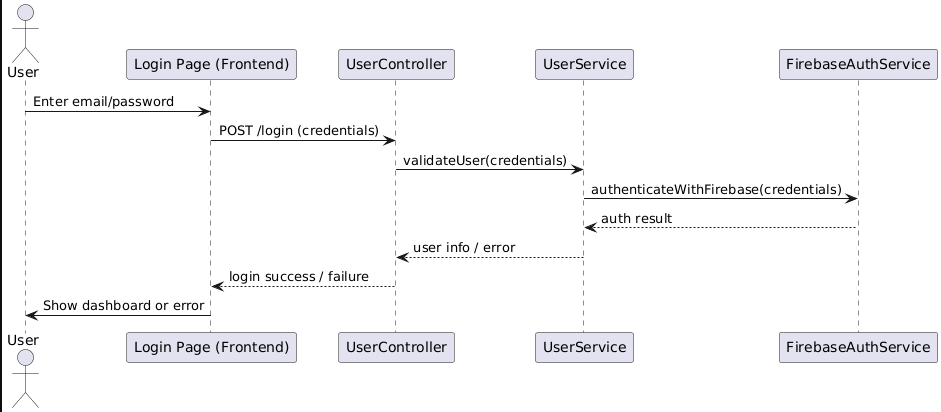 User
Login Page (Frontend)
UserController
UserService
FirebaseAuthService
Enter email/password
POST /login (credentials)
validateUser(credentials)
authenticateWithFirebase(credentials)
auth result
user info / error
login success / failure
Show dashboard or error
User
Login Page (Frontend)
UserController
UserService
FirebaseAuthService